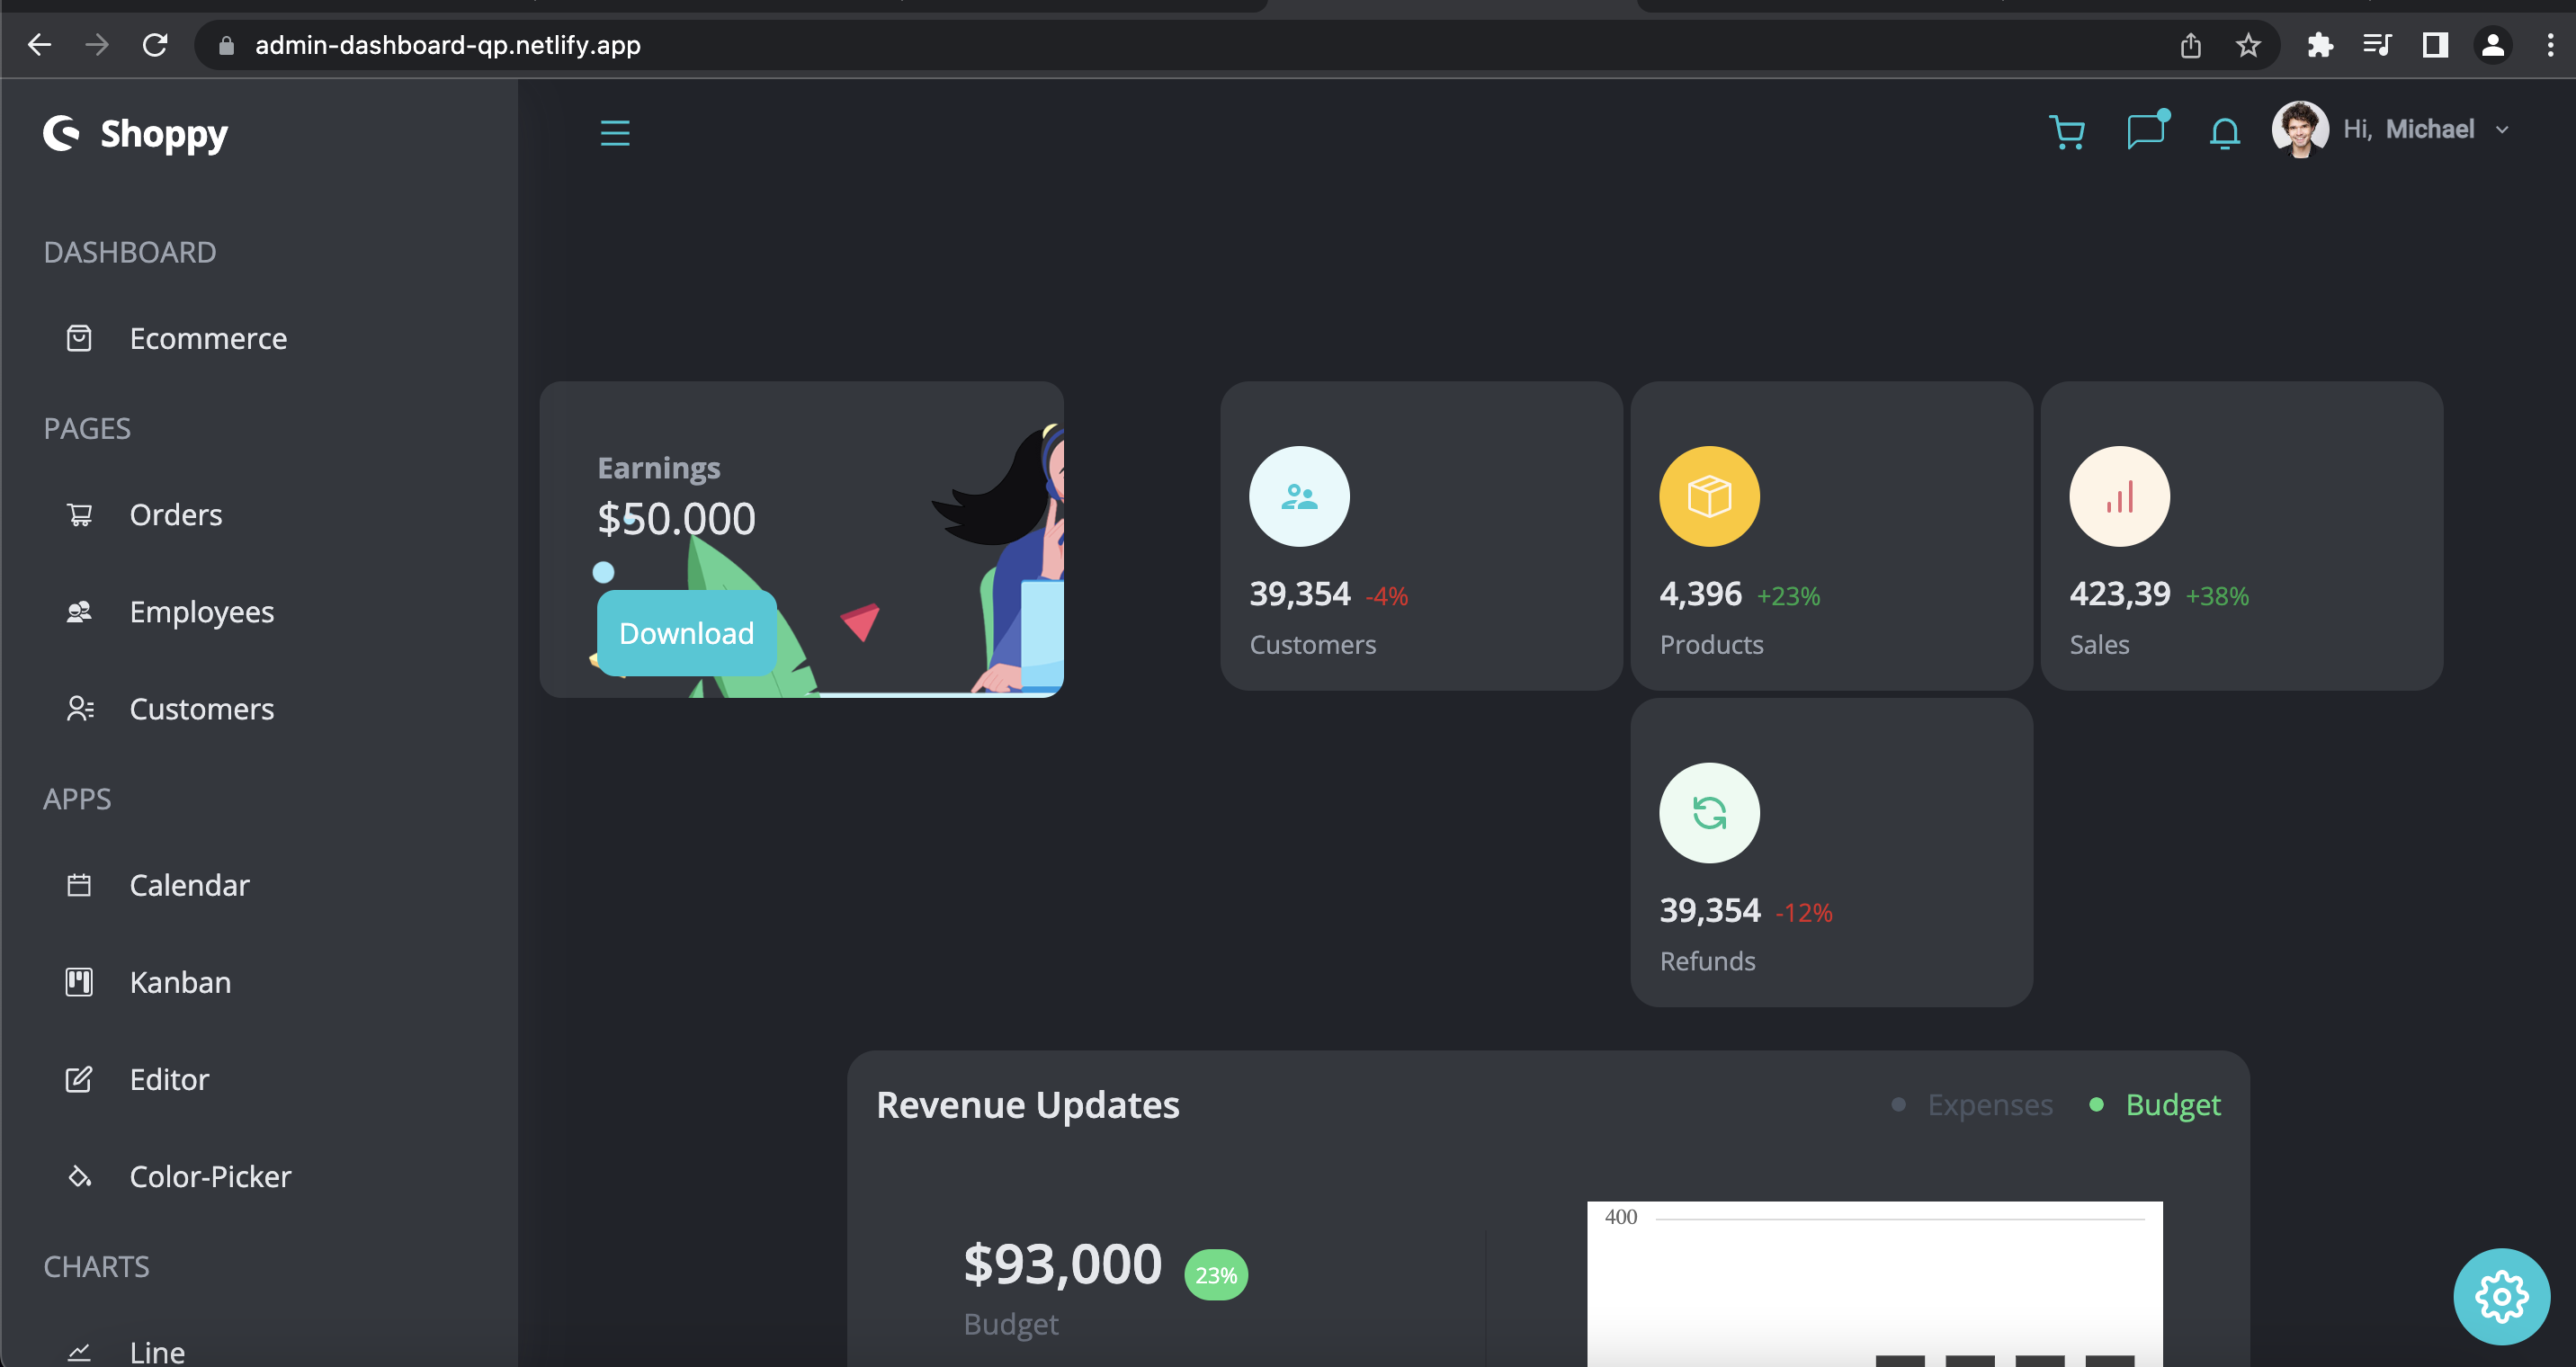 admin-dashboard-qp.netlify.app
Shoppy
Hi, Michael
DASHBOARD
Ecommerce
PAGES
Orders
Employees
Customers
APPS
Calendar
Kanban
Editor
Color-Picker
CHARTS
Line
Earnings
$50.000
Download
39,354 -4%
Customers
4,396 +23%
Products
423,39 +38%
Sales
39,354 -12%
Refunds
Revenue Updates
Expenses
Budget
$93,000 23%
Budget
400